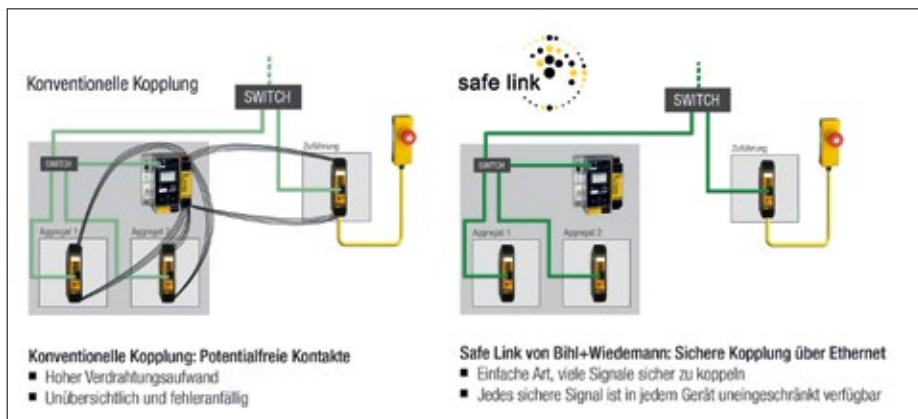 Konventionelle Kopplung
SWITCH
SWITCH
Zuführung
Aggregat 1
Aggregat 2
Konventionelle Kopplung: Potentialfreie Kontakte
■ Hoher Verdrahtungsaufwand
■ Unübersichtlich und fehleranfällig
safe link
SWITCH
SWITCH
Zuführung
Aggregat 1
Aggregat 2
Safe Link von Bihl+Wiedemann: Sichere Kopplung über Ethernet
■ Einfache Art, viele Signale sicher zu koppeln
■ Jedes sichere Signal ist in jedem Gerät uneingeschränkt verfügbar